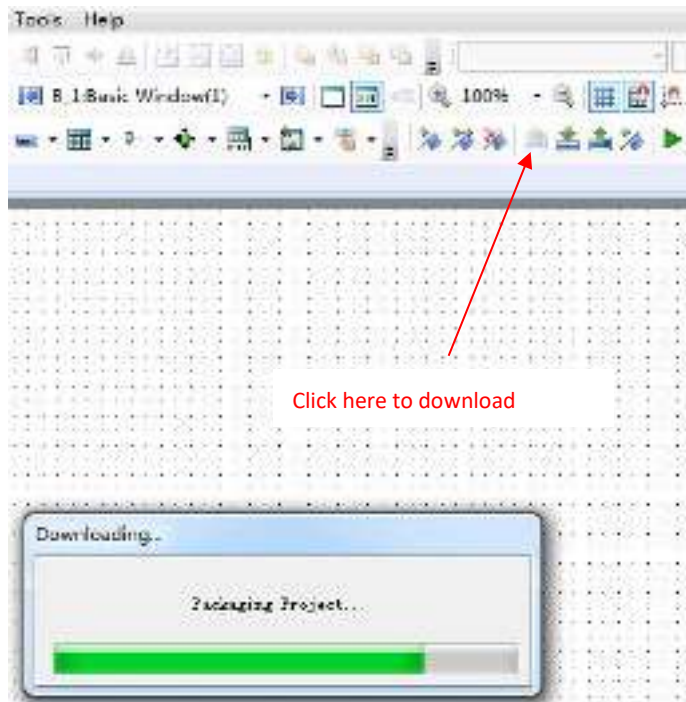 Tools Help
B_1:Basic Window(1) 100%
Click here to download
Downloading...
Packaging Project...